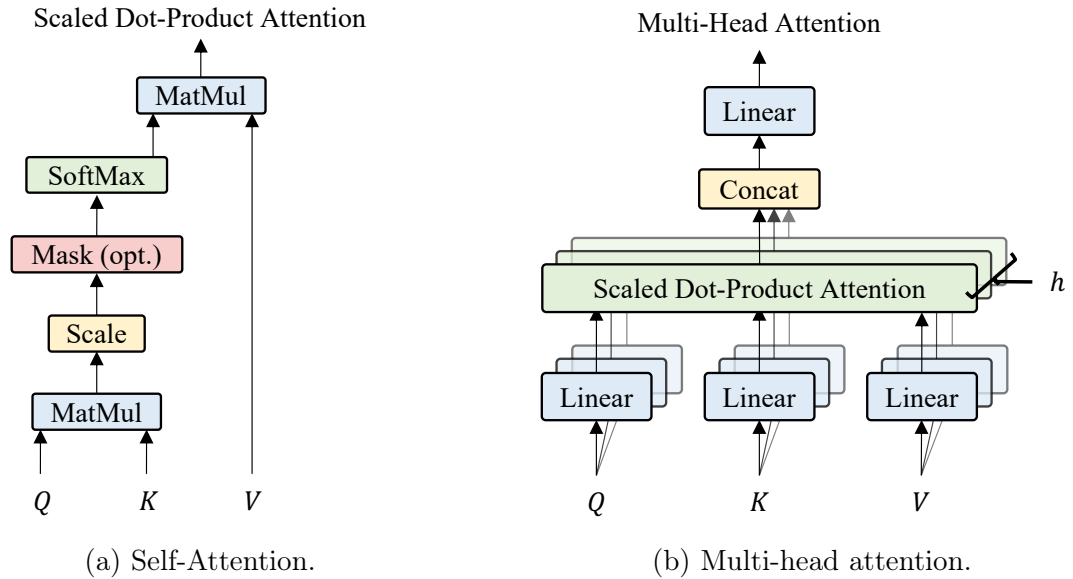 Scaled Dot-Product Attention
MatMul
SoftMax
Mask (opt.)
Scale
MatMul
Q K V
(a) Self-Attention.
Multi-Head Attention
Linear
Concat
Scaled Dot-Product Attention
h
Linear Linear Linear
Q K V
(b) Multi-head attention.